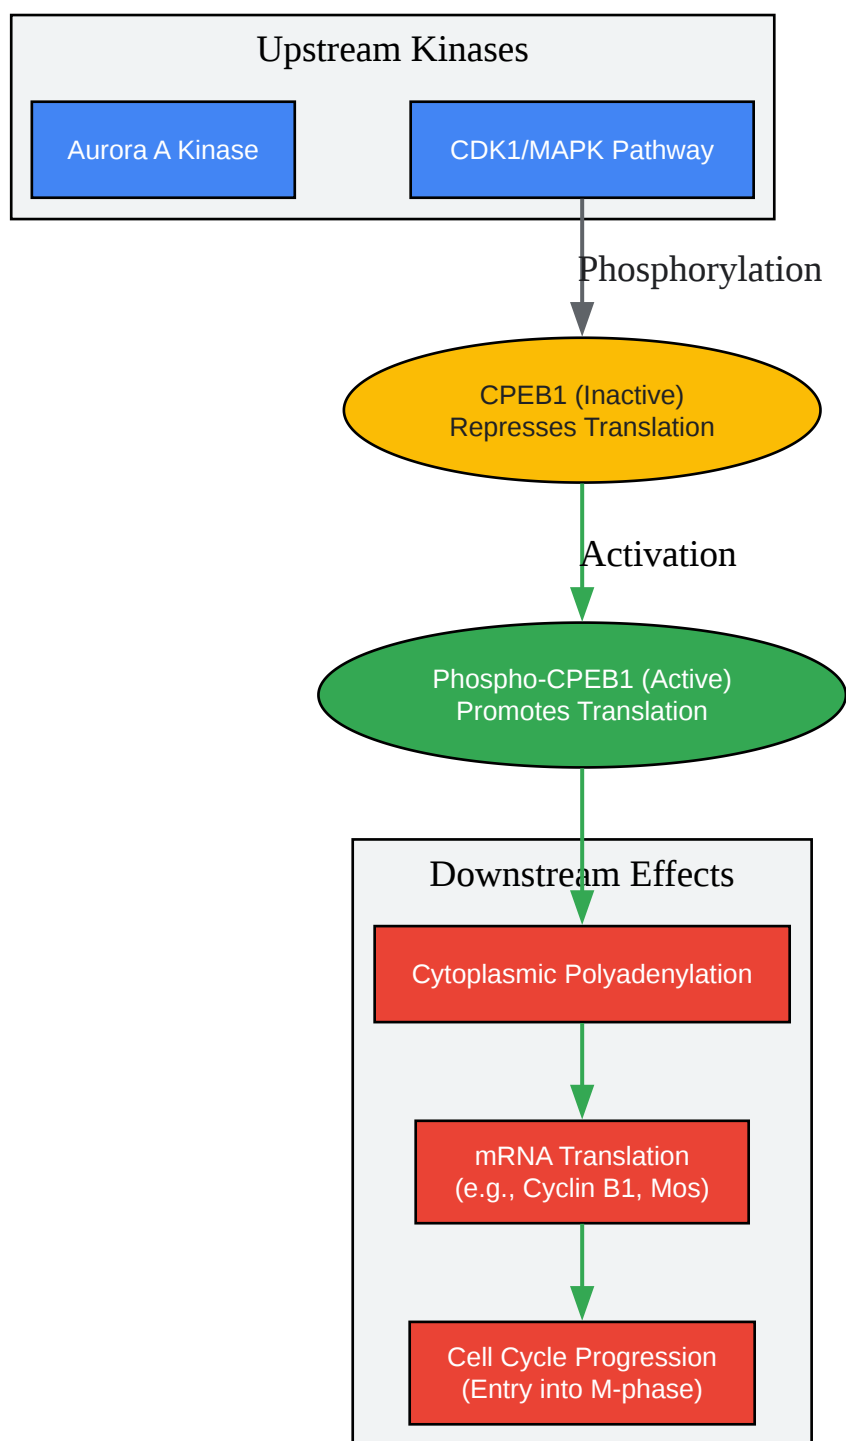 Upstream Kinases
Aurora A Kinase
CDK1/MAPK Pathway
Phosphorylation
CPEB1 (Inactive)
Represses Translation
Activation
Phospho-CPEB1 (Active)
Promotes Translation
Downstream Effects
Cytoplasmic Polyadenylation
mRNA Translation
(e.g., Cyclin B1, Mos)
Cell Cycle Progression
(Entry into M-phase)